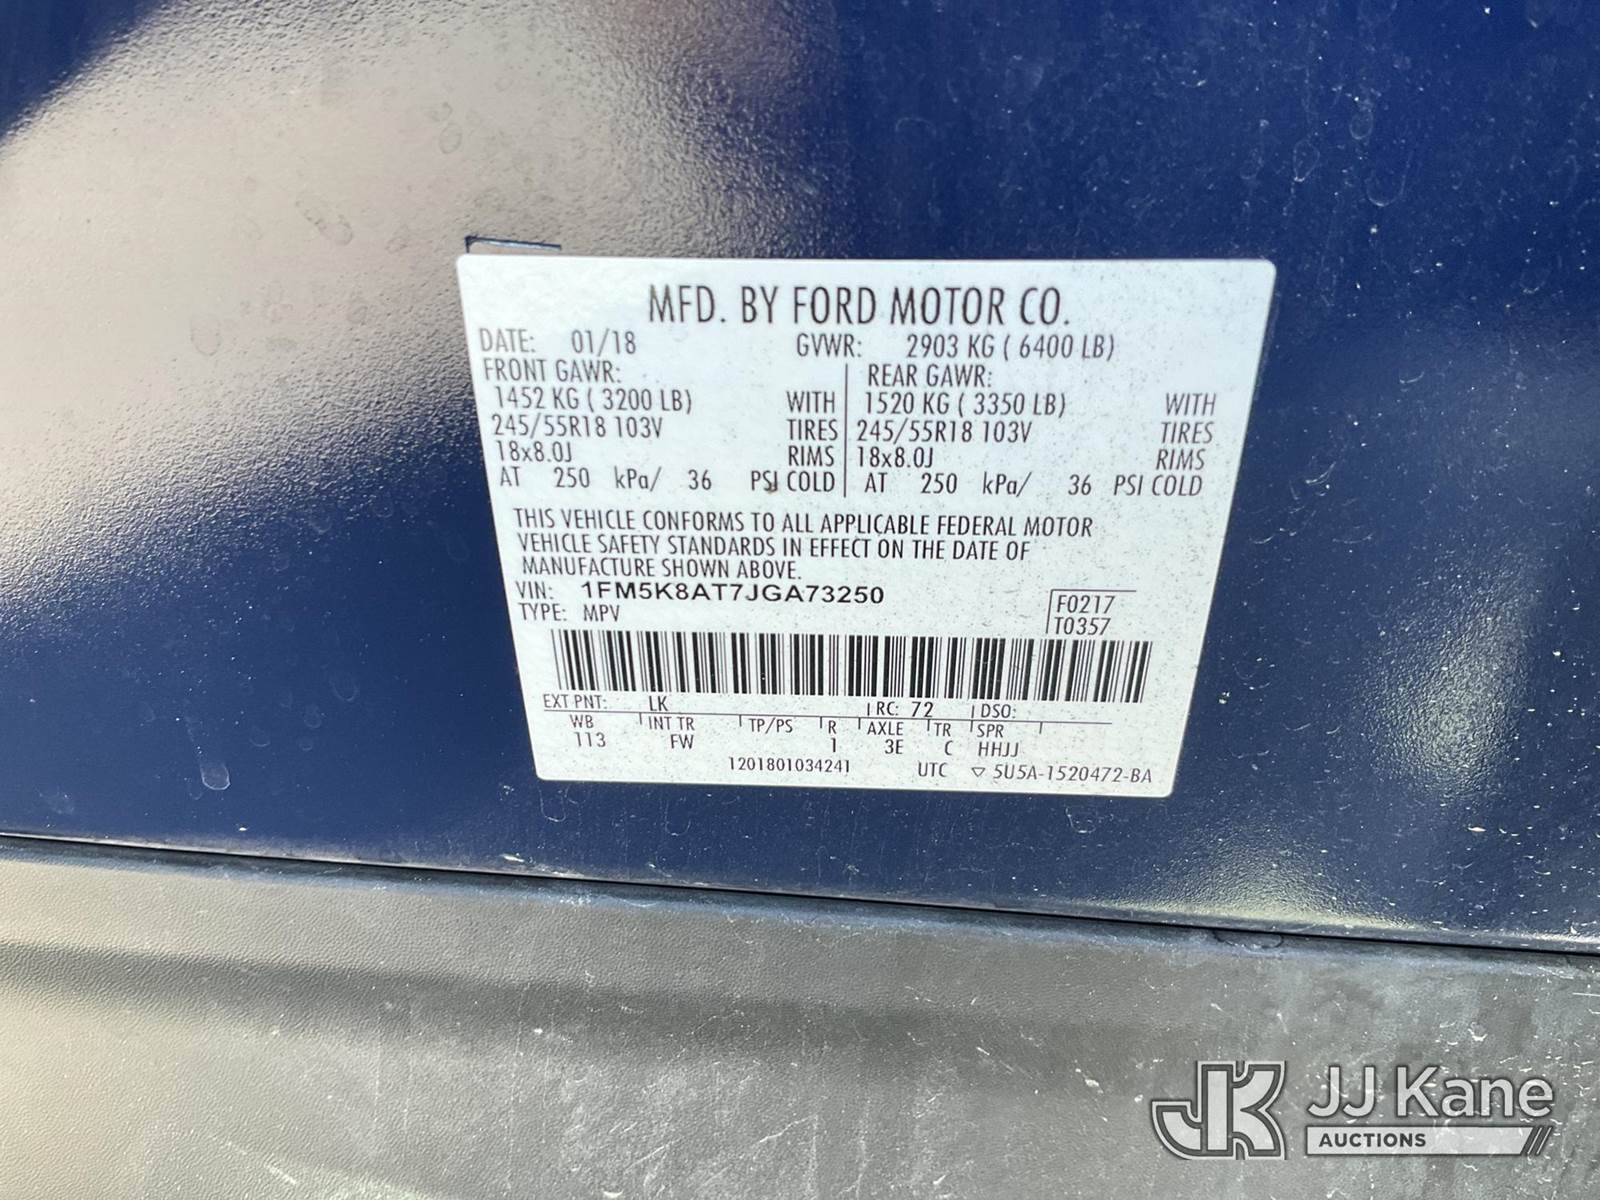 MFD. BY FORD MOTOR CO.
DATE: 01/18 GVWR: 2903 KG ( 6400 LB)
FRONT GAWR: REAR GAWR:
1452 KG ( 3200 LB) WITH 1520 KG ( 3350 LB) WITH
245/55R18 103V TIRES 245/55R18 103V TIRES
18x8.0J RIMS 18x8.0J RIMS
AT 250 kPa/ 36 PSI COLD AT 250 kPa/ 36 PSI COLD
THIS VEHICLE CONFORMS TO ALL APPLICABLE FEDERAL MOTOR
VEHICLE SAFETY STANDARDS IN EFFECT ON THE DATE OF
MANUFACTURE SHOWN ABOVE.
VIN: 1FM5K8AT7JGA73250 F0217
TYPE: MPV T0357
EXT PNT: LK RC: 72 DSO:
WB INT TR TP/PS R AXLE TR SPR
113 FW 1 3E C HHJJ
1201801034241 UTC ▽ 5U5A-1520472-BA
JK JJ Kane
AUCTIONS